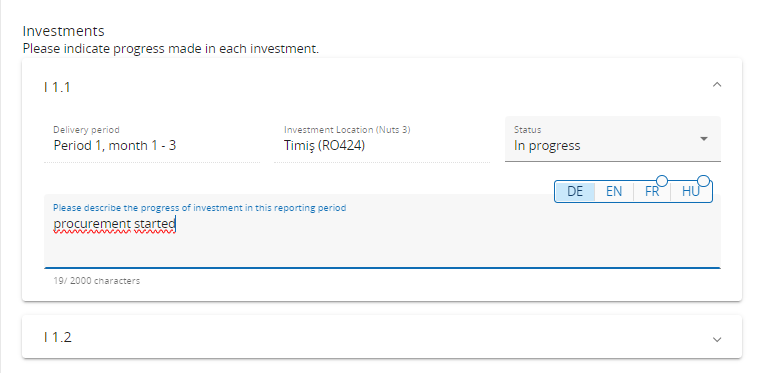 Investments
Please indicate progress made in each investment.
I 1.1
Delivery period
Period 1, month 1 - 3
Investment Location (Nuts 3)
Timiș (RO424)
Status
In progress
DE EN FR HU
Please describe the progress of investment in this reporting period
procurement started
19/ 2000 characters
I 1.2